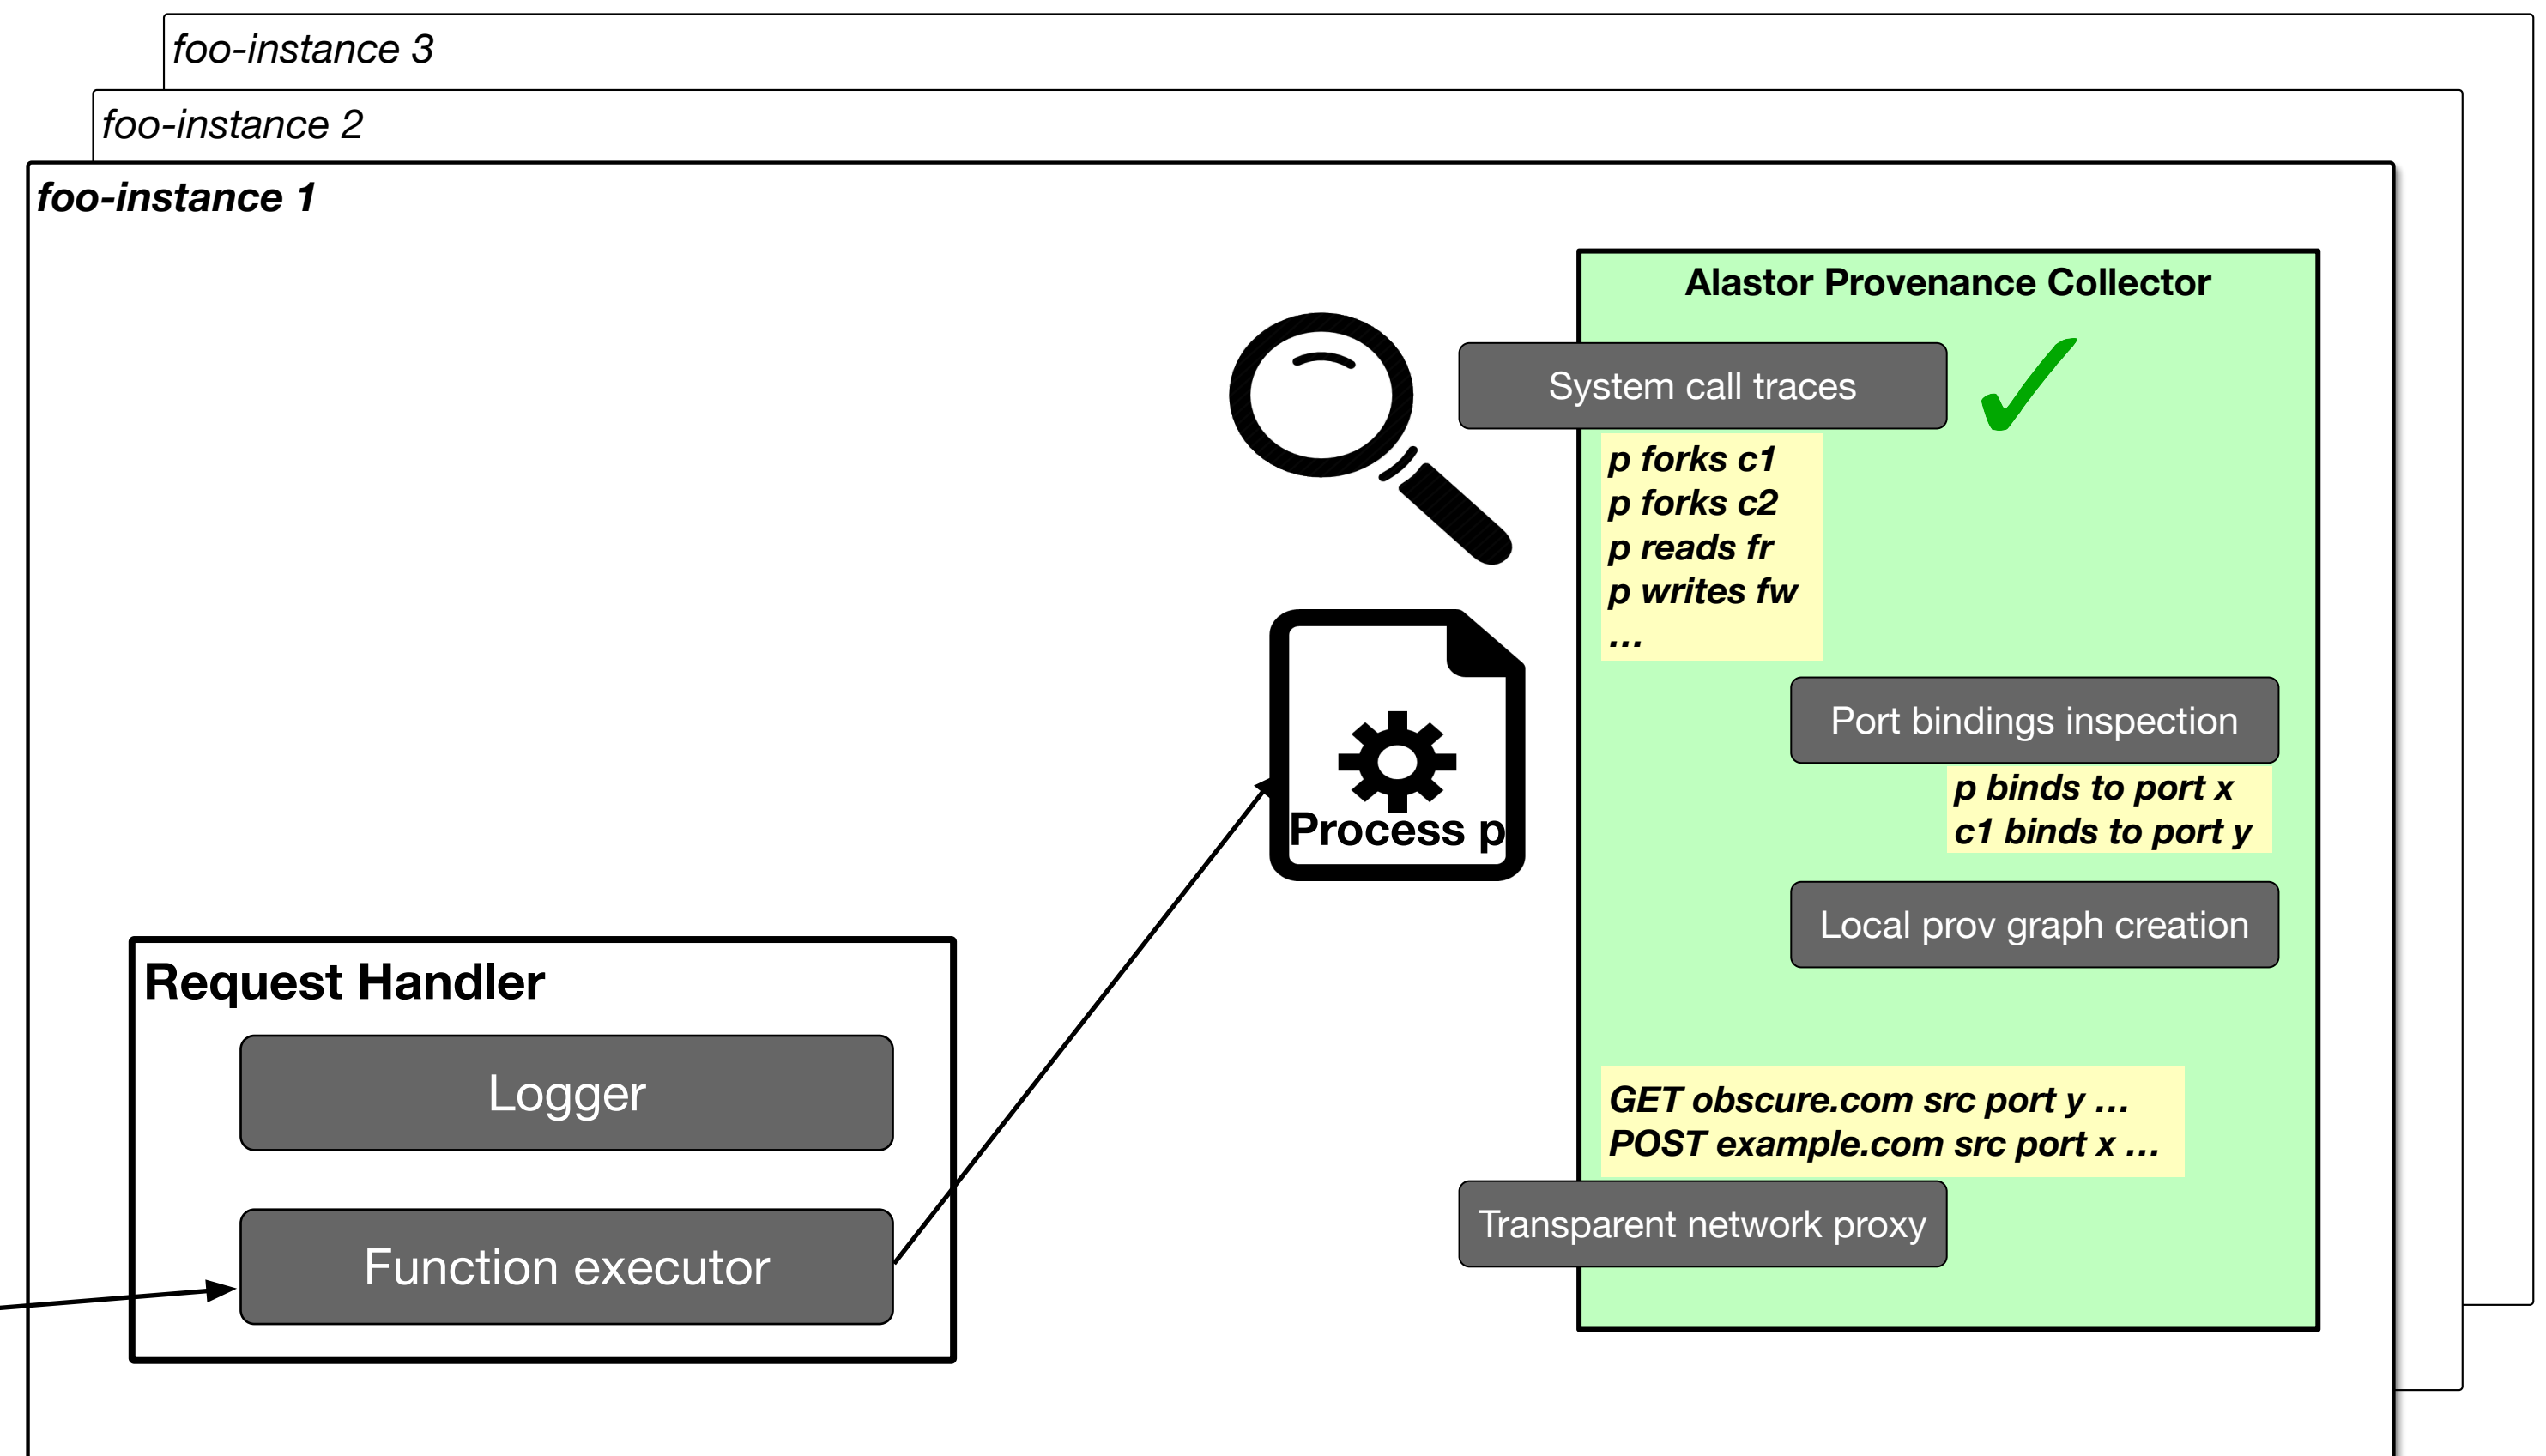 foo-instance 3
foo-instance 2
foo-instance 1
Alastor Provenance Collector
System call traces
p forks c1
p forks c2
p reads fr
p writes fw
…
Port bindings inspection
p binds to port x
c1 binds to port y
Process p
Local prov graph creation
Request Handler
Logger
GET obscure.com src port y …
POST example.com src port x …
Transparent network proxy
Function executor